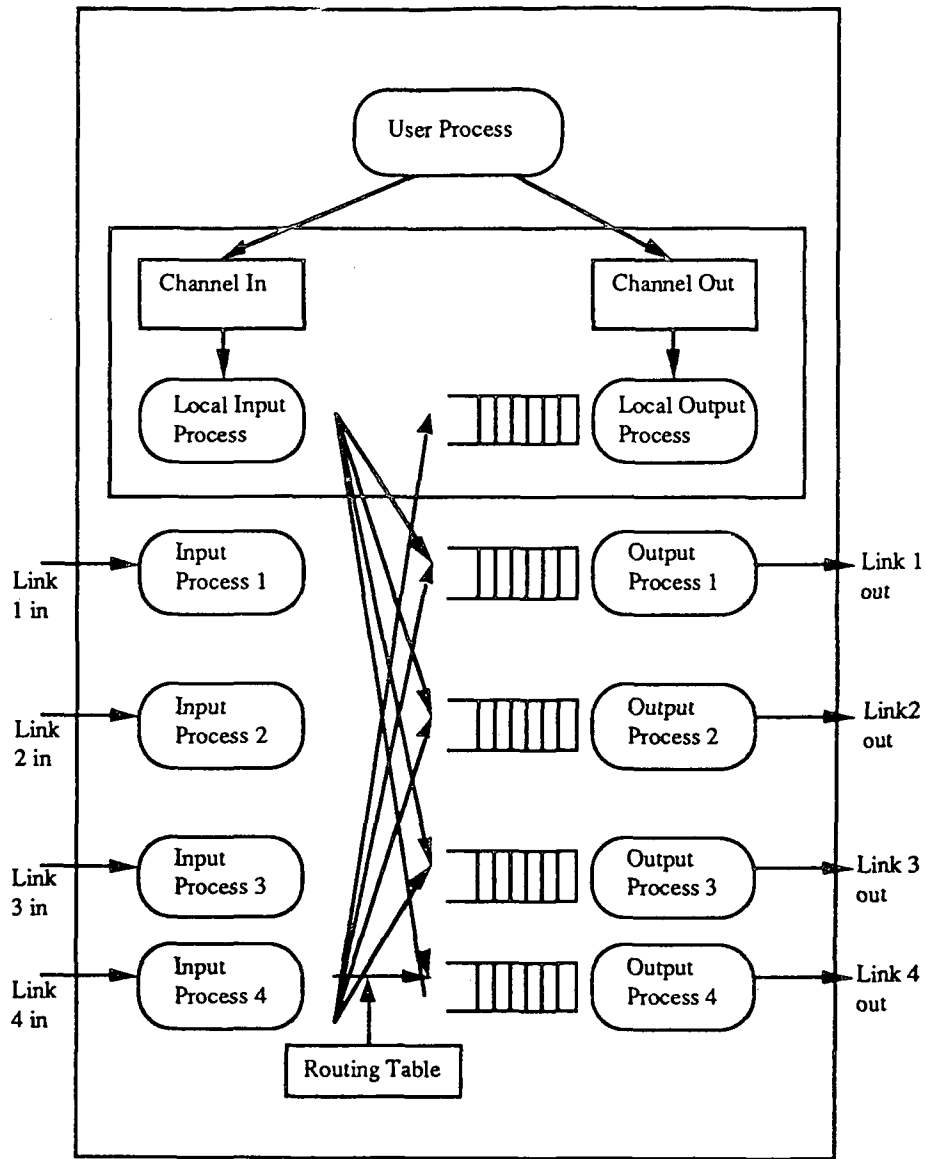 User Process
Channel In
Channel Out
Local Input
Process
Local Output
Process
Link
1 in
Input
Process 1
Output
Process 1
Link 1
out
Link
2 in
Input
Process 2
Output
Process 2
Link2
out
Link
3 in
Input
Process 3
Output
Process 3
Link 3
out
Link
4 in
Input
Process 4
Output
Process 4
Link 4
out
Routing Table